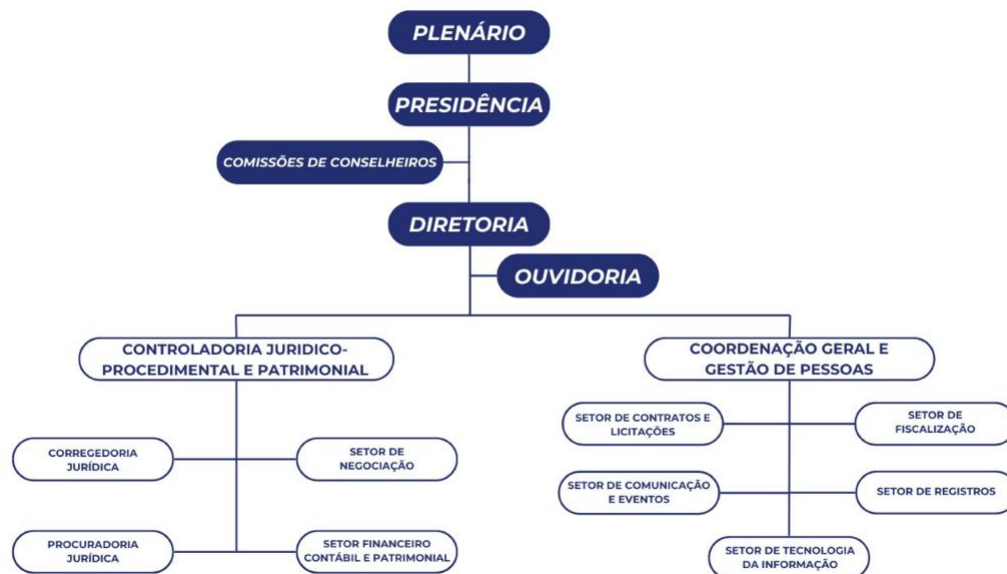 PLENÁRIO
PRESIDÊNCIA
COMISSÕES DE CONSELHEIROS
DIRETORIA
OUVIDORIA
CONTROLADORIA JURIDICO-
PROCEDIMENTAL E PATRIMONIAL
COORDENAÇÃO GERAL E
GESTÃO DE PESSOAS
CORREGEDORIA
JURÍDICA
SETOR DE
NEGOCIAÇÃO
PROCURADORIA
JURÍDICA
SETOR FINANCEIRO
CONTÁBIL E PATRIMONIAL
SETOR DE CONTRATOS E
LICITAÇÕES
SETOR DE
FISCALIZAÇÃO
SETOR DE COMUNICAÇÃO
E EVENTOS
SETOR DE REGISTROS
SETOR DE TECNOLOGIA
DA INFORMAÇÃO